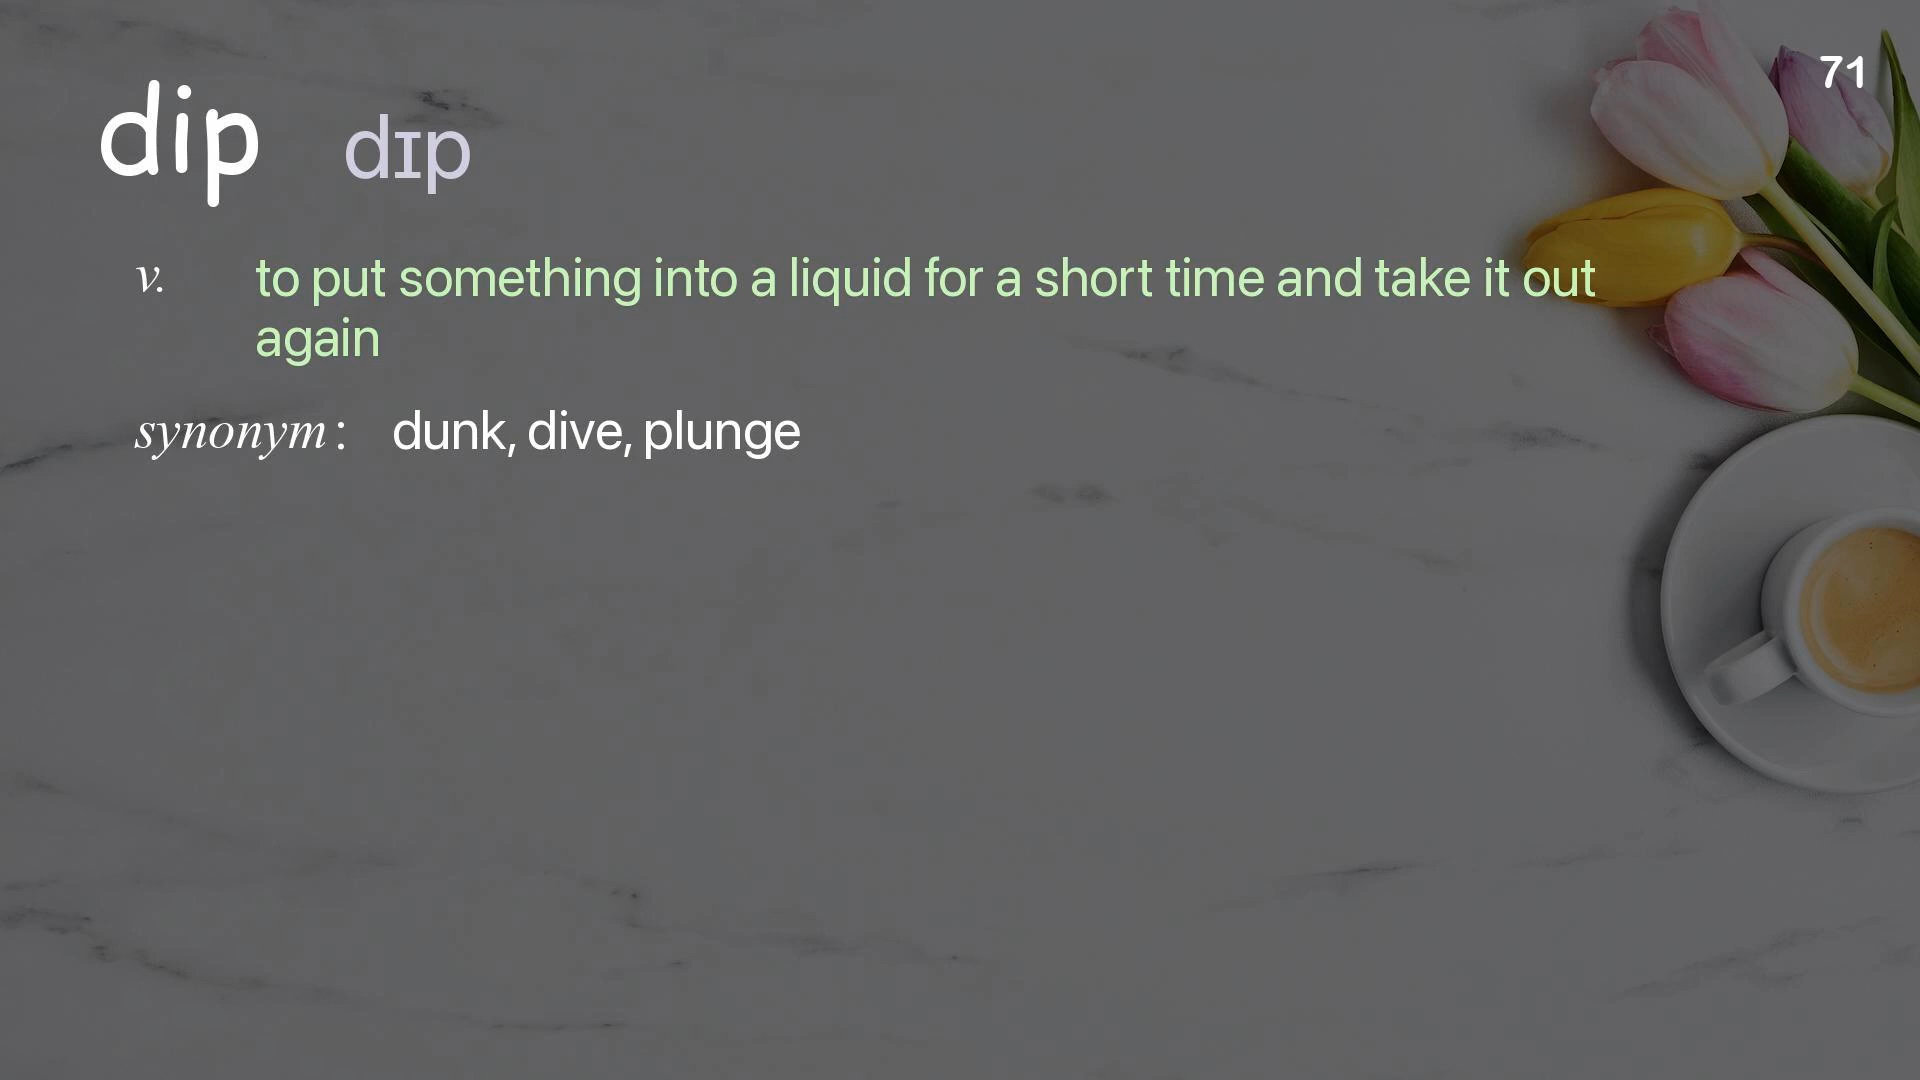 71
dip dɪp
v. to put something into a liquid for a short time and take it out
again
synonym: dunk, dive, plunge